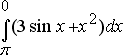 ∫_π^0 (3 sin x + x²) dx